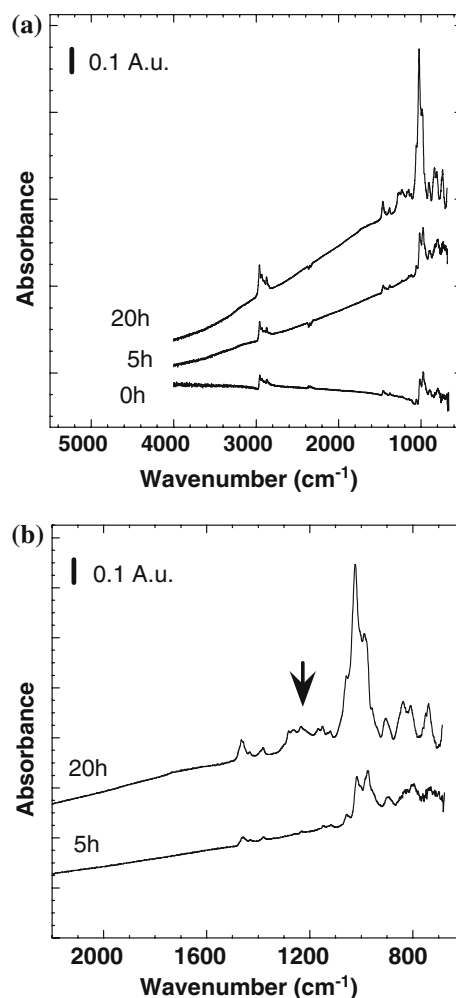 (a)
0.1 A.u.
Absorbance
20h
5h
0h
5000 4000 3000 2000 1000
Wavenumber (cm⁻¹)
(b)
0.1 A.u.
Absorbance
20h
5h
2000 1600 1200 800
Wavenumber (cm⁻¹)